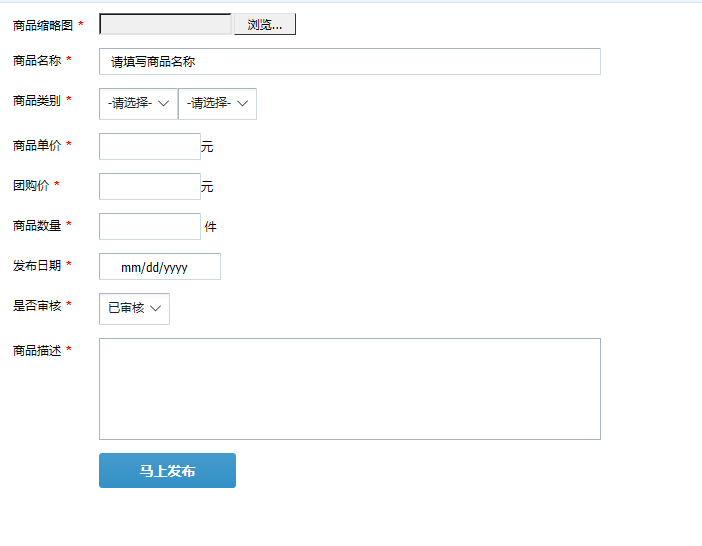 商品缩略图 * 浏览...
商品名称 * 请填写商品名称
商品类别 * -请选择- -请选择-
商品单价 * 元
团购价 * 元
商品数量 * 件
发布日期 * mm/dd/yyyy
是否审核 * 已审核
商品描述 *
马上发布